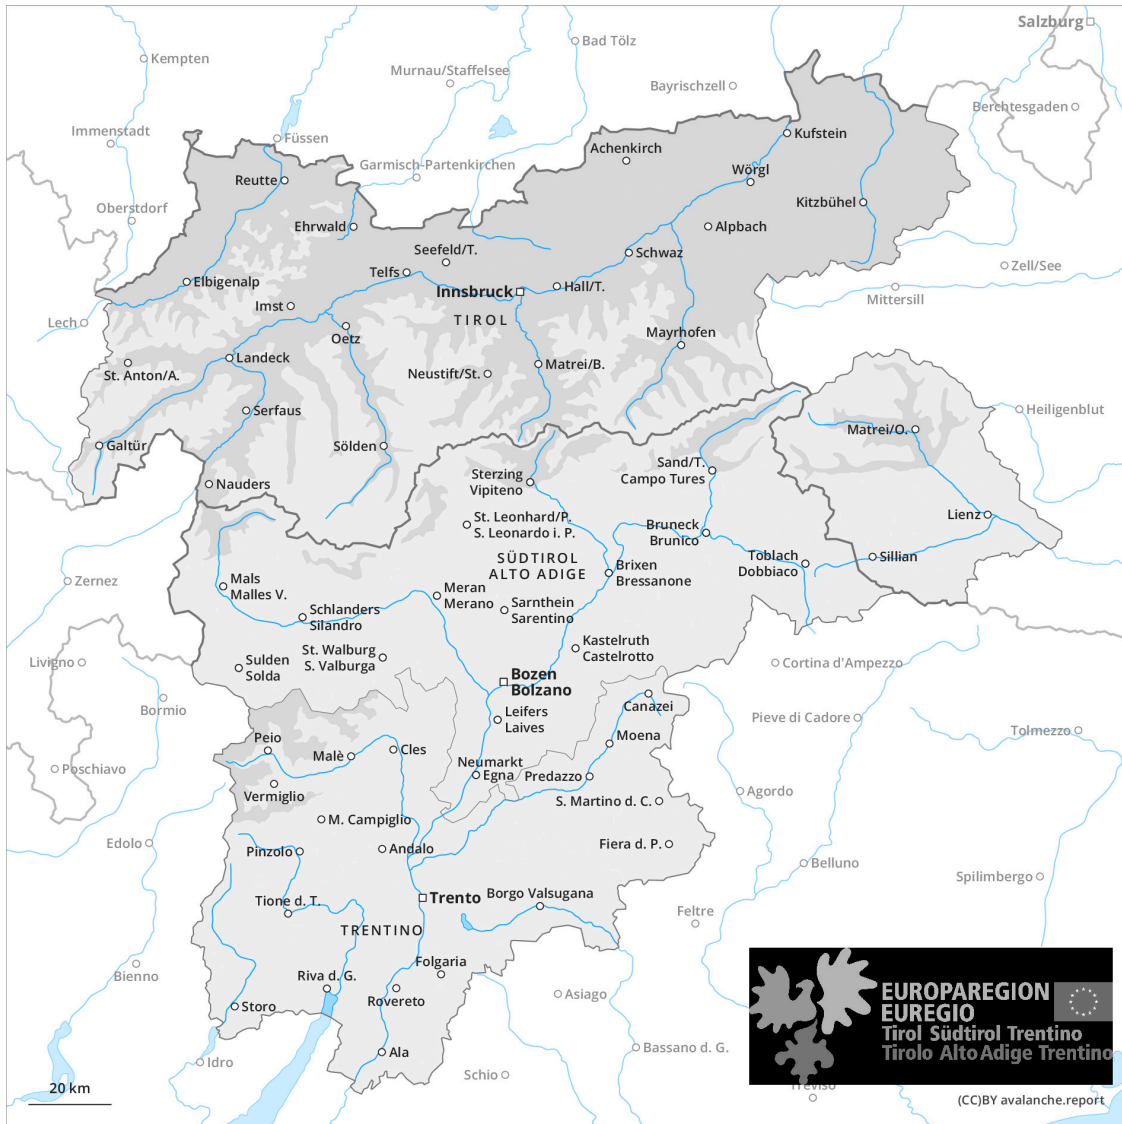 Salzburg
Bad Tölz
Kempten
Murnau/Staffelsee
Bayrischzell
Berchtesgaden
Immenstadt
Füssen
Kufstein
Achenkirch
Garmisch-Partenkirchen
Wörgl
Reutte
Kitzbühel
Oberstdorf
Ehrwald
Alpbach
Seefeld/T.
Schwaz
Telfs
Zell/See
Elbigenalp
Innsbruck
Hall/T.
Mittersill
Imst
TIROL
Lech
Oetz
Mayrhofen
Landeck
Matrei/B.
St. Anton/A.
Neustift/St.
Serfaus
Heiligenblut
Matrei/O.
Galtür
Sölden
Sand/T.
Campo Tures
Sterzing
Vipiteno
Nauders
St. Leonhard/P.
S. Leonardo i. P.
Lienz
Bruneck
Brunico
SÜDTIROL
ALTO ADIGE
Toblach
Dobbiaco
Sillian
Brixen
Bressanone
Zernez
Mals
Malles V.
Meran
Merano
Sarnthein
Sarentino
Schlanders
Silandro
Kastelruth
Castelrotto
St. Walburg
S. Valburga
Livigno
Sulden
Solda
Cortina d'Ampezzo
Bozen
Bolzano
Canazei
Bormio
Leifers
Laives
Pieve di Cadore
Tolmezzo
Moena
Peio
Malè
Cles
Neumarkt
Egna
Predazzo
Poschiavo
Vermiglio
S. Martino d. C.
Agordo
M. Campiglio
Edolo
Pinzolo
Andalo
Fiera d. P.
Belluno
Spilimbergo
Tione d. T.
Trento
Borgo Valsugana
Feltre
TRENTINO
Folgaria
Bienno
Riva d. G.
Rovereto
Asiago
Storo
EUROPAREGION
EUREGIO
Tirol Südtirol Trentino
Tirolo Alto Adige Trentino
Ala
Idro
Bassano d. G.
Schio
Treviso
20 km
(CC)BY avalanche.report